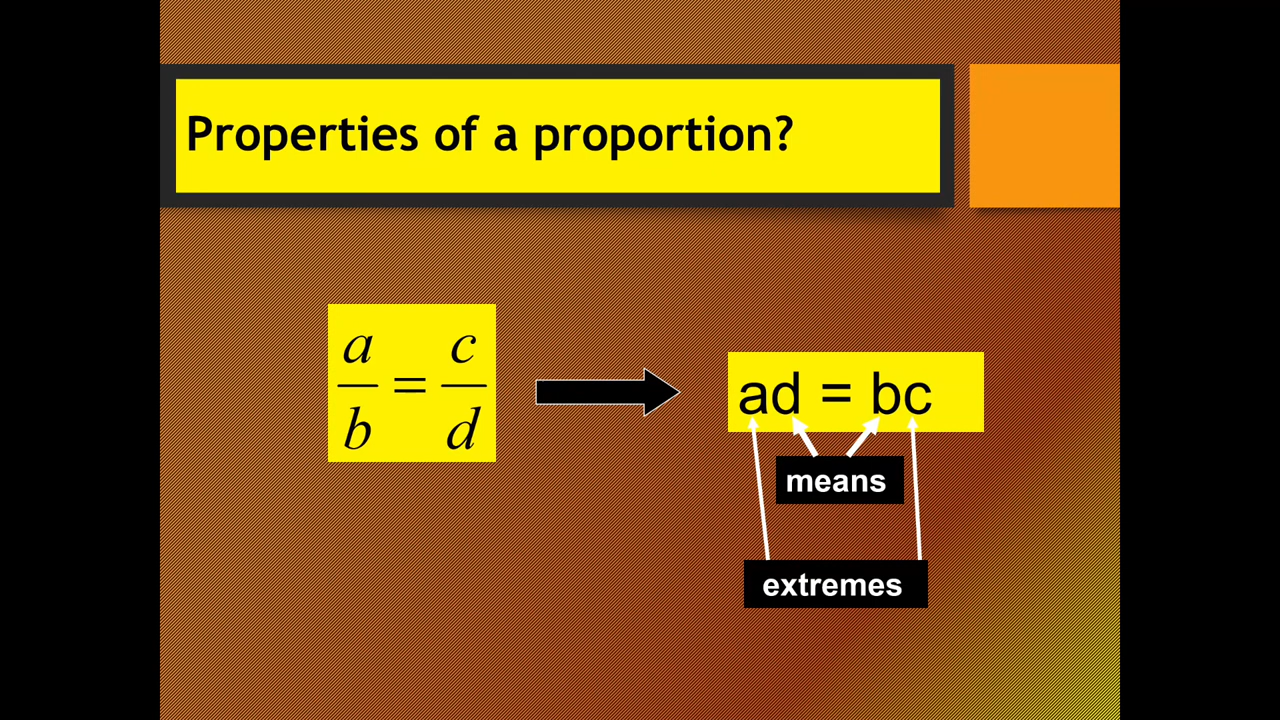 Properties of a proportion?
a/b = c/d
ad = bc
means
extremes